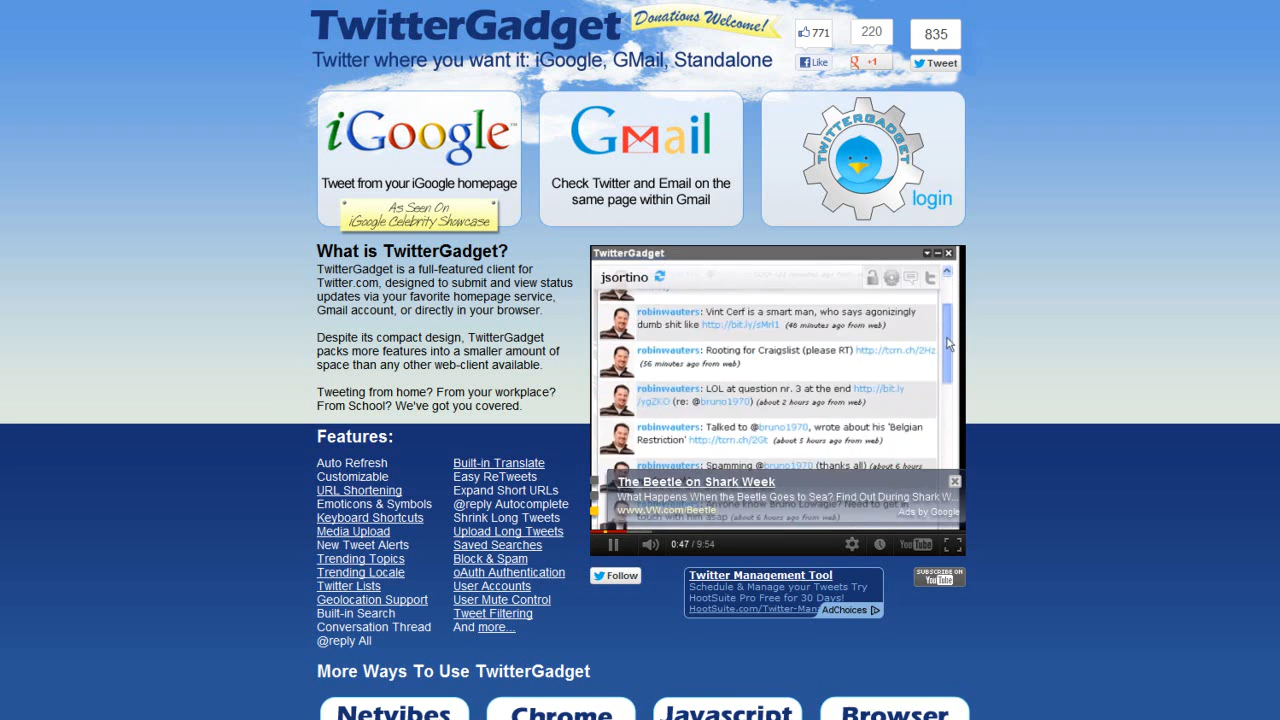 TwitterGadget
Donations Welcome!
Twitter where you want it: iGoogle, GMail, Standalone
771
220
835
Like
+1
Tweet
iGoogle™
Tweet from your iGoogle homepage
As Seen On
iGoogle Celebrity Showcase
GMail
Check Twitter and Email on the
same page within Gmail
TWITTERGADGET
login
What is TwitterGadget?
TwitterGadget is a full-featured client for
Twitter.com, designed to submit and view status
updates via your favorite homepage service,
Gmail account, or directly in your browser.
Despite its compact design, TwitterGadget
packs more features into a smaller amount of
space than any other web-client available.
Tweeting from home? From your workplace?
From School? We've got you covered.
TwitterGadget
jsortino
robinwauters: Vint Cerf is a smart man, who says agonizingly
dumb shit like http://bit.ly/sMrl1 (46 minutes ago from web)
robinwauters: Rooting for Craigslist (please RT) http://tcrn.ch/2Hz
(56 minutes ago from web)
robinwauters: LOL at question nr. 3 at the end http://bit.ly
/ygZKO (re: @bruno1970) (about 2 hours ago from web)
robinwauters: Talked to @bruno1970, wrote about his 'Belgian
Restriction' http://tcrn.ch/2Gt (about 5 hours ago from web)
robinwauters: Spamming @bruno1970 (thanks all) (about 6 hours
The Beetle on Shark Week
What Happens When the Beetle Goes to Sea? Find Out During Shark W...
www.VW.com/Beetle
Ads by Google
0:47 / 9:54
YouTube
Follow
Twitter Management Tool
Schedule & Manage your Tweets Try
HootSuite Pro Free for 30 Days!
HootSuite.com/Twitter-Man
AdChoices
SUBSCRIBE ON
YouTube
Features:
Auto Refresh
Customizable
URL Shortening
Emoticons & Symbols
Keyboard Shortcuts
Media Upload
New Tweet Alerts
Trending Topics
Trending Locale
Twitter Lists
Geolocation Support
Built-in Search
Conversation Thread
@reply All
Built-in Translate
Easy ReTweets
Expand Short URLs
@reply Autocomplete
Shrink Long Tweets
Upload Long Tweets
Saved Searches
Block & Spam
oAuth Authentication
User Accounts
User Mute Control
Tweet Filtering
And more...
More Ways To Use TwitterGadget
Netvibes
Chrome
Javascript
Browser